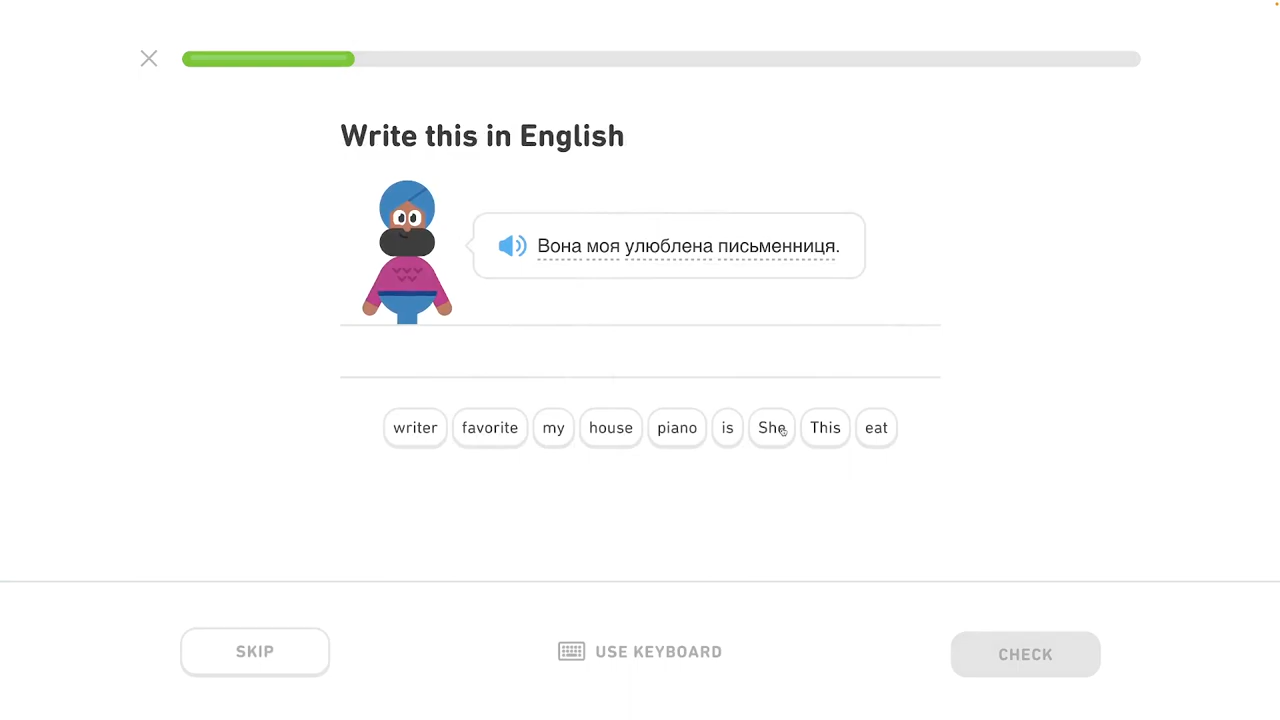 Write this in English
Вона моя улюблена письменниця.
writer favorite my house piano is She This eat
SKIP USE KEYBOARD CHECK